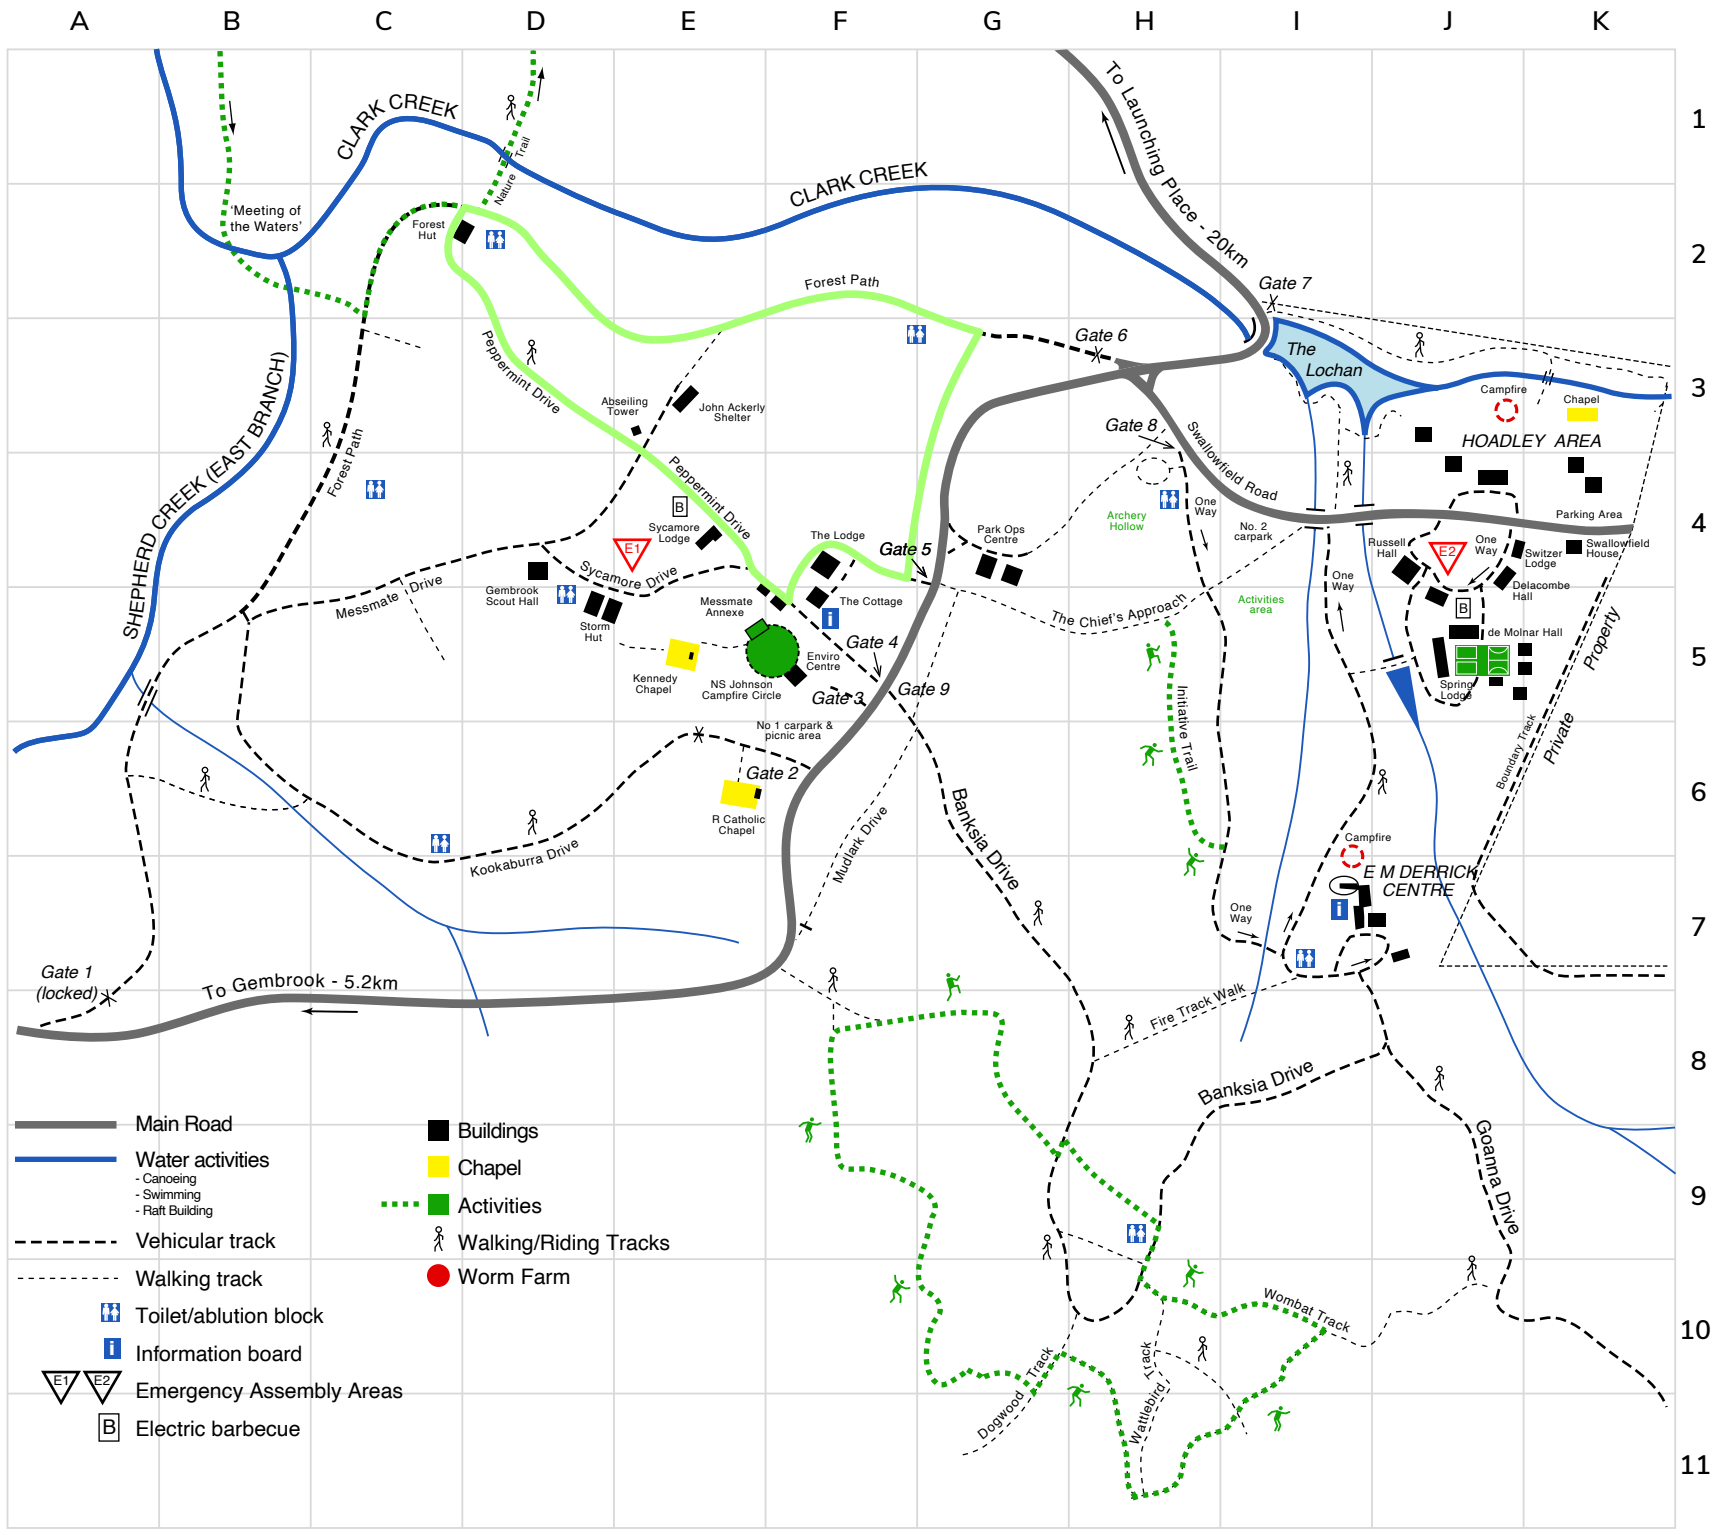 A B C D E F G H I J K
1
2
3
4
5
6
7
8
9
10
11
To Launching Place - 20km
CLARK CREEK
CLARK CREEK
Nature Trail
'Meeting of
the Waters'
Forest
Hut
Forest Path
Gate 7
Gate 6
The
Lochan
Peppermint Drive
Abseiling
Tower
John Ackerly
Shelter
Campfire
Chapel
HOADLEY AREA
Gate 8
Swallowfield Road
SHEPHERD CREEK (EAST BRANCH)
Forest Path
Peppermint Drive
B
Sycamore
Lodge
E1
The Lodge
Gate 5
Park Ops
Centre
Archery
Hollow
One
Way
No. 2
carpark
Parking Area
Russell
Hall
E2
One
Way
Switzer
Lodge
Swallowfield
House
Delacombe
Hall
Messmate Drive
Gembrook
Scout Hall
Sycamore Drive
Storm
Hut
Messmate
Annexe
The Cottage
i
The Chief's Approach
Activities
area
One
Way
B
de Molnar Hall
Spring
Lodge
Private Property
Boundary Track
Kennedy
Chapel
NS Johnson
Campfire Circle
Enviro
Centre
Gate 4
Gate 3
Gate 9
Initiative Trail
No 1 carpark &
picnic area
Gate 2
R Catholic
Chapel
Kookaburra Drive
Mudlark Drive
Banksia Drive
Campfire
E M DERRICK
CENTRE
i
One
Way
Gate 1
(locked)
To Gembrook - 5.2km
Fire Track Walk
Banksia Drive
Goanna Drive
Wombat Track
Dogwood Track
Wattlebird Track
Main Road
Water activities
- Canoeing
- Swimming
- Raft Building
Vehicular track
Walking track
Toilet/ablution block
i
Information board
E1 E2
Emergency Assembly Areas
B
Electric barbecue
Buildings
Chapel
Activities
Walking/Riding Tracks
Worm Farm